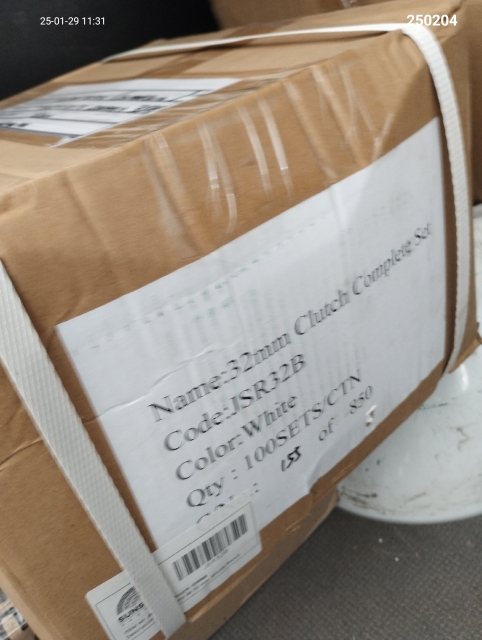 25-01-29 11:31
250204
Name:32mm Clutch Complete Set
Code:JSR32B
Color:White
Qty : 100SETS/CTN
155 of 850
SUNS